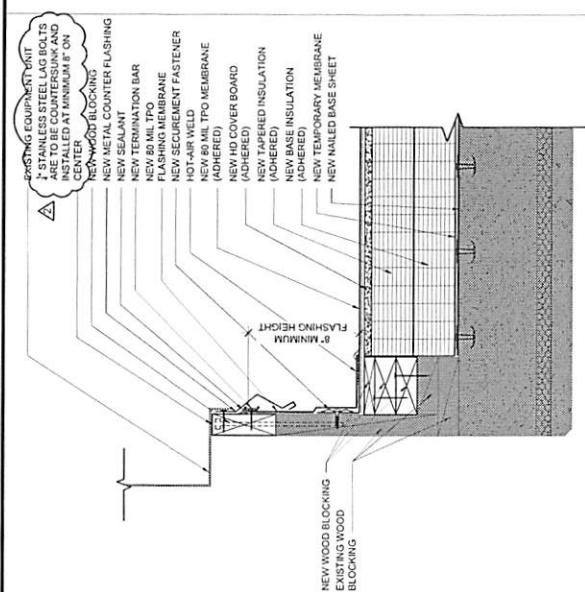 EXISTING EQUIPMENT UNIT
STAINLESS STEEL LAG BOLTS
ARE TO BE COUNTERSUNK AND
INSTALLED AT MINIMUM 8" ON
CENTER
2
NEW WOOD BLOCKING
NEW METAL COUNTER FLASHING
NEW SEALANT
NEW TERMINATION BAR
NEW 60 MIL TPO
FLASHING MEMBRANE
NEW SECUREMENT FASTENER
HOT-AIR WELD
NEW 60 MIL TPO MEMBRANE
(ADHERED)
NEW HD COVER BOARD
(ADHERED)
NEW TAPERED INSULATION
(ADHERED)
NEW BASE INSULATION
(ADHERED)
NEW TEMPORARY MEMBRANE
NEW NAILED BASE SHEET
8" MINIMUM
FLASHING HEIGHT
NEW WOOD BLOCKING
EXISTING WOOD
BLOCKING